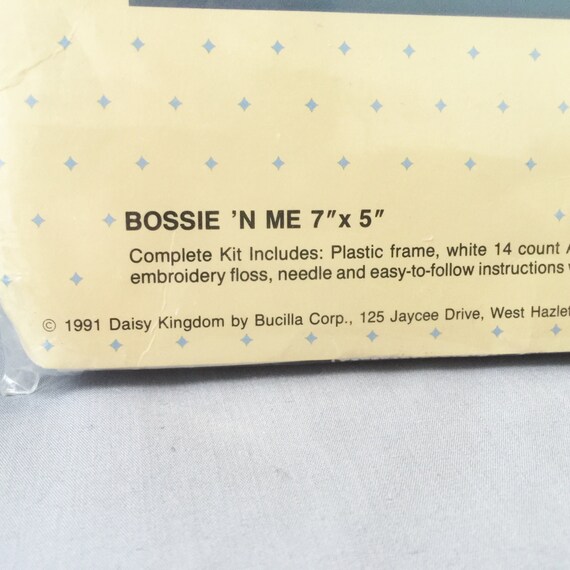 BOSSIE 'N ME 7"x 5"
Complete Kit Includes: Plastic frame, white 14 count
embroidery floss, needle and easy-to-follow instructions
© 1991 Daisy Kingdom by Bucilla Corp., 125 Jaycee Drive, West Hazlet